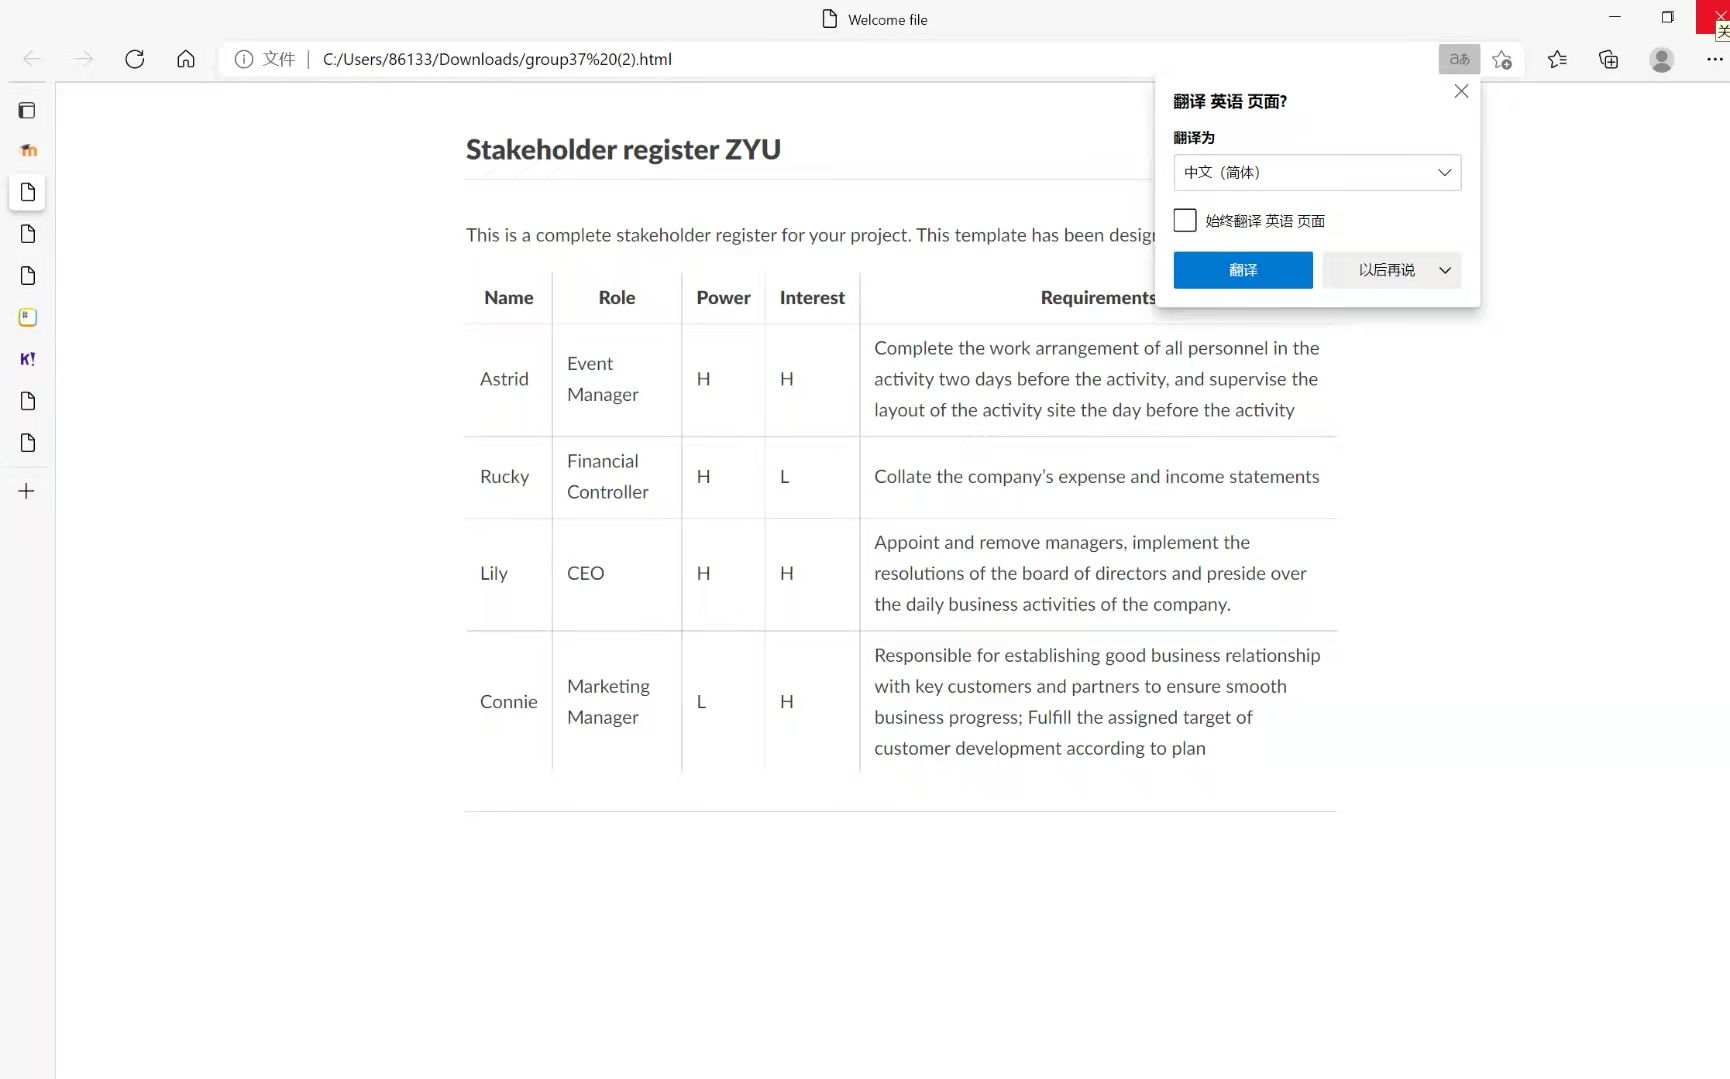 Welcome file
文件
C:/Users/86133/Downloads/group37%20(2).html
aあ
关
翻译 英语 页面?
翻译为
中文（简体）
始终翻译 英语 页面
翻译
以后再说
m
#
K!
Stakeholder register ZYU
This is a complete stakeholder register for your project. This template has been
Name Role Power Interest Requirements
Astrid Event Manager H H Complete the work arrangement of all personnel in the
activity two days before the activity, and supervise the
layout of the activity site the day before the activity
Rucky Financial Controller H L Collate the company’s expense and income statements
Lily CEO H H Appoint and remove managers, implement the
resolutions of the board of directors and preside over
the daily business activities of the company.
Connie Marketing Manager L H Responsible for establishing good business relationship
with key customers and partners to ensure smooth
business progress; Fulfill the assigned target of
customer development according to plan